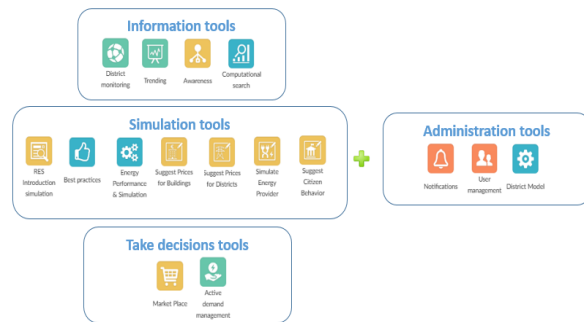 Information tools
District
monitoring
Trending
Awareness
Computational
search
Simulation tools
RES
Introduction
simulation
Best practices
Energy
Performance
& Simulation
Suggest Prices
for Buildings
Suggest Prices
for Districts
Simulate
Energy
Provider
Suggest
Citizen
Behavior
Administration tools
Notifications
User
management
District Model
Take decisions tools
Market Place
Active
demand
management